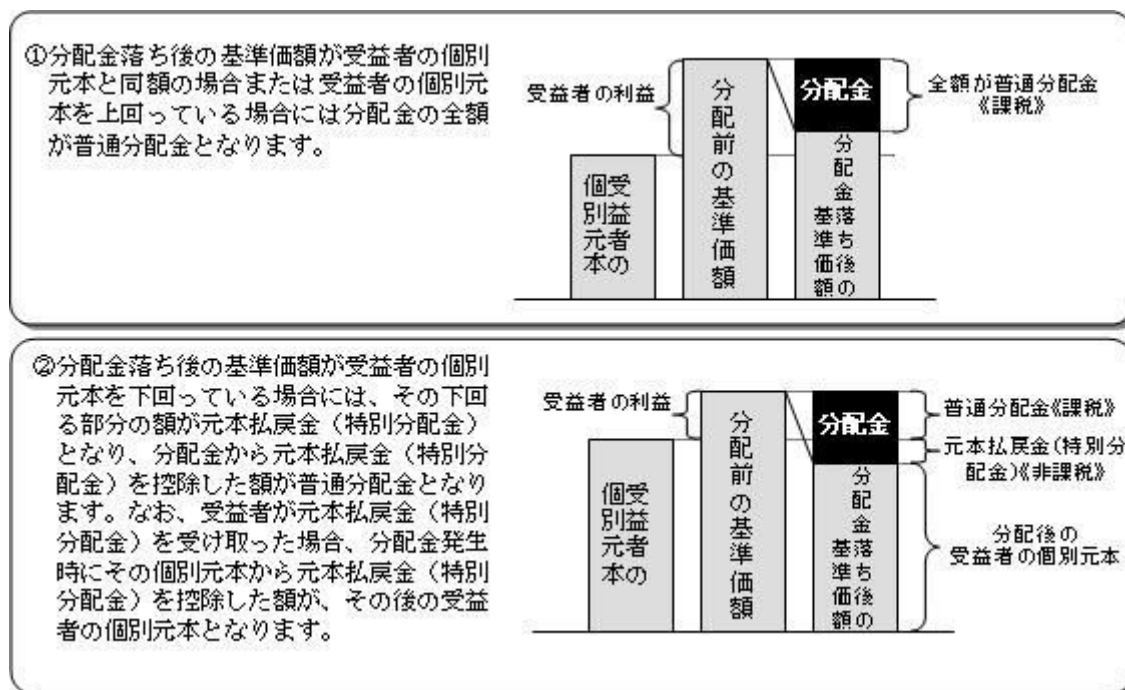 ①分配金落ち後の基準価額が受益者の個別
元本と同額の場合または受益者の個別元
本を上回っている場合には分配金の全額
が普通分配金となります。
受益者の利益
個別元本
受益者の
分配前の基準価額
分配金
分配金落ち後の
基準価額
全額が普通分配金
《課税》
②分配金落ち後の基準価額が受益者の個別
元本を下回っている場合には、その下回
る部分の額が元本払戻金（特別分配金）
となり、分配金から元本払戻金（特別分
配金）を控除した額が普通分配金となり
ます。なお、受益者が元本払戻金（特別
分配金）を受け取った場合、分配金発生
時にその個別元本から元本払戻金（特別
分配金）を控除した額が、その後の受益
者の個別元本となります。
受益者の利益
受益者の
個別元本
分配前の基準価額
分配金
分配金落ち後の
基準価額
普通分配金《課税》
元本払戻金（特別分
配金）《非課税》
分配後の
受益者の個別元本